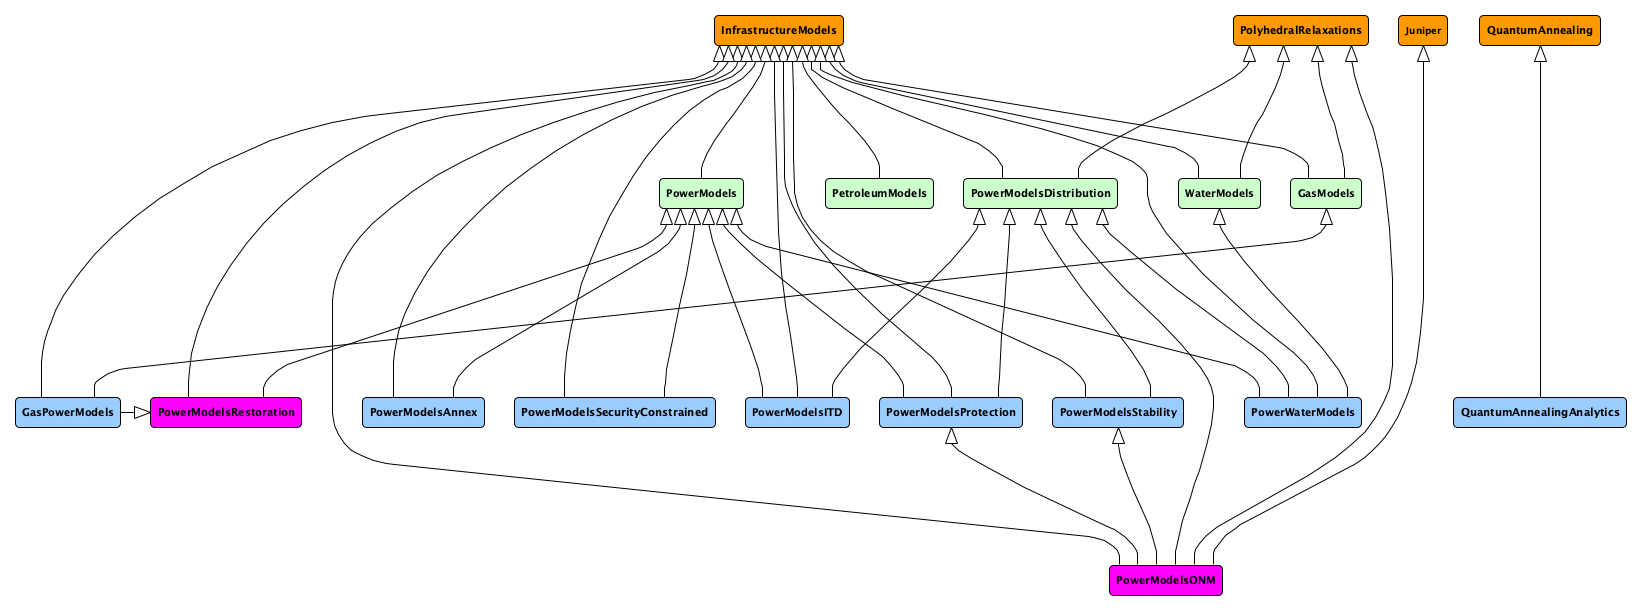 InfrastructureModels
PolyhedralRelaxations
Juniper
QuantumAnnealing
PowerModels
PetroleumModels
PowerModelsDistribution
WaterModels
GasModels
GasPowerModels
PowerModelsRestoration
PowerModelsAnnex
PowerModelsSecurityConstrained
PowerModelsITD
PowerModelsProtection
PowerModelsStability
PowerWaterModels
QuantumAnnealingAnalytics
PowerModelsONM